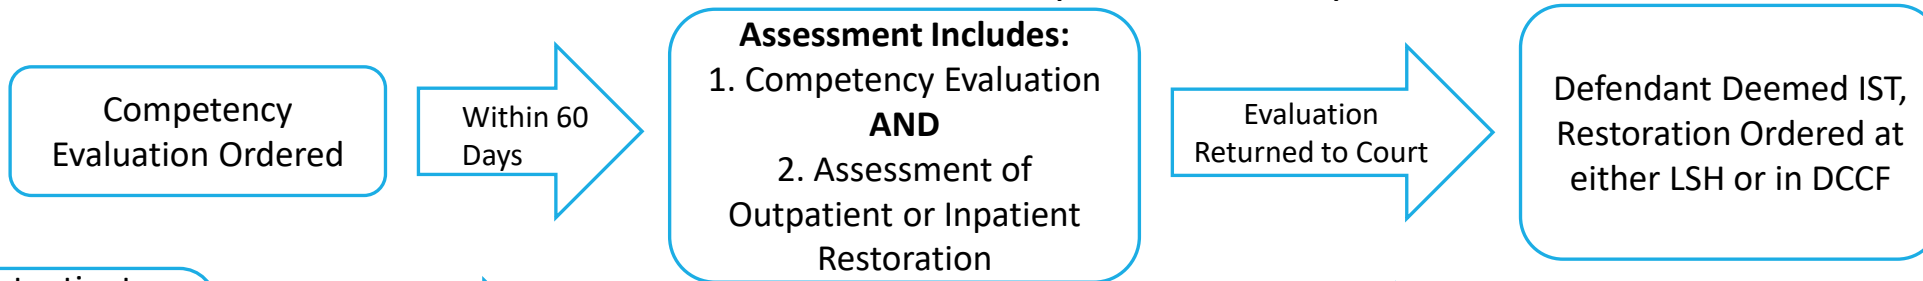 Competency
Evaluation Ordered
Within 60
Days
Assessment Includes:
1. Competency Evaluation
AND
2. Assessment of
Outpatient or Inpatient
Restoration
Evaluation
Returned to Court
Defendant Deemed IST,
Restoration Ordered at
either LSH or in DCCF